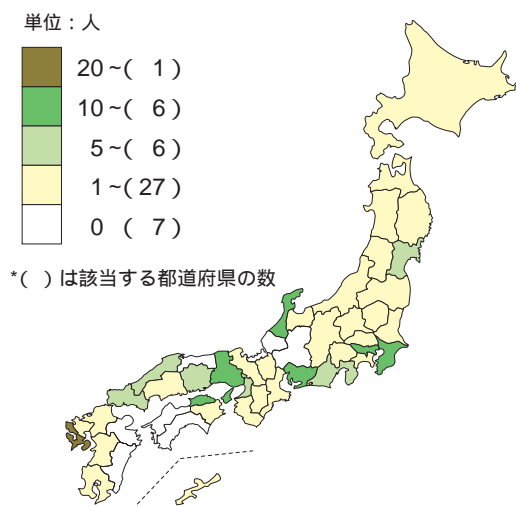 単位：人
20～( 1 )
10～( 6 )
5～( 6 )
1～( 27 )
0 ( 7 )
*( )は該当する都道府県の数